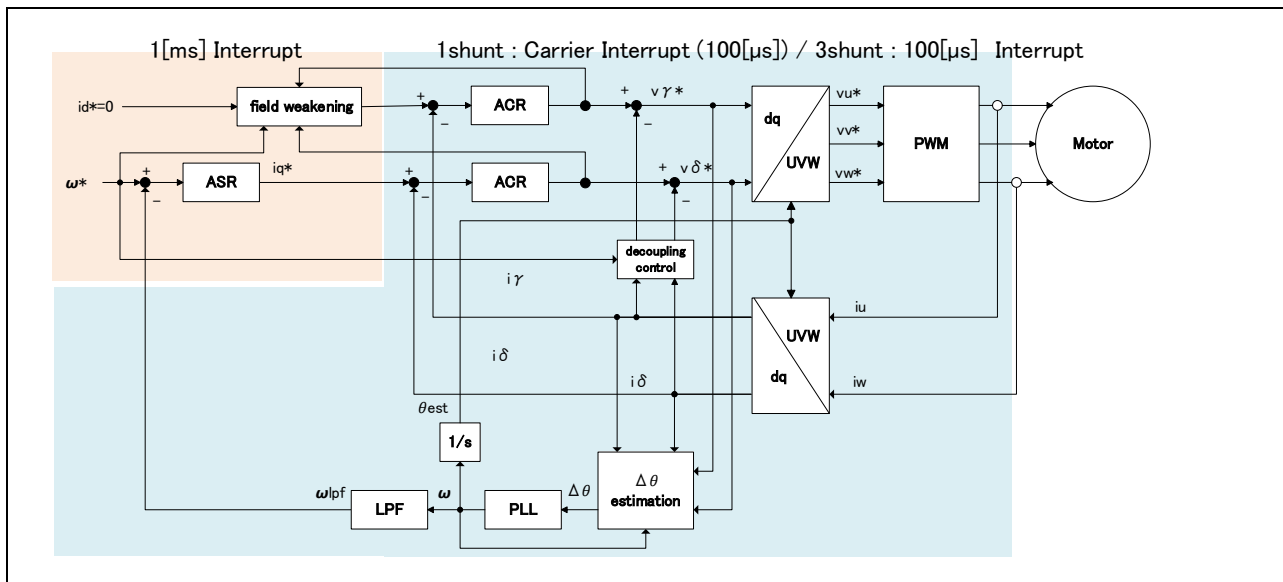 1[ms] Interrupt
1shunt : Carrier Interrupt (100[μs]) / 3shunt : 100[μs] Interrupt
id*=0
field weakening
+
−
ACR
+
−
vγ*
dq
UVW
vu*
vv*
vw*
PWM
Motor
ω*
+
−
ASR
iq*
+
−
ACR
+
−
vδ*
decoupling
control
iγ
iδ
iδ
UVW
dq
iu
iw
θest
1/s
ωlpf
LPF
ω
PLL
Δθ
Δθ
estimation